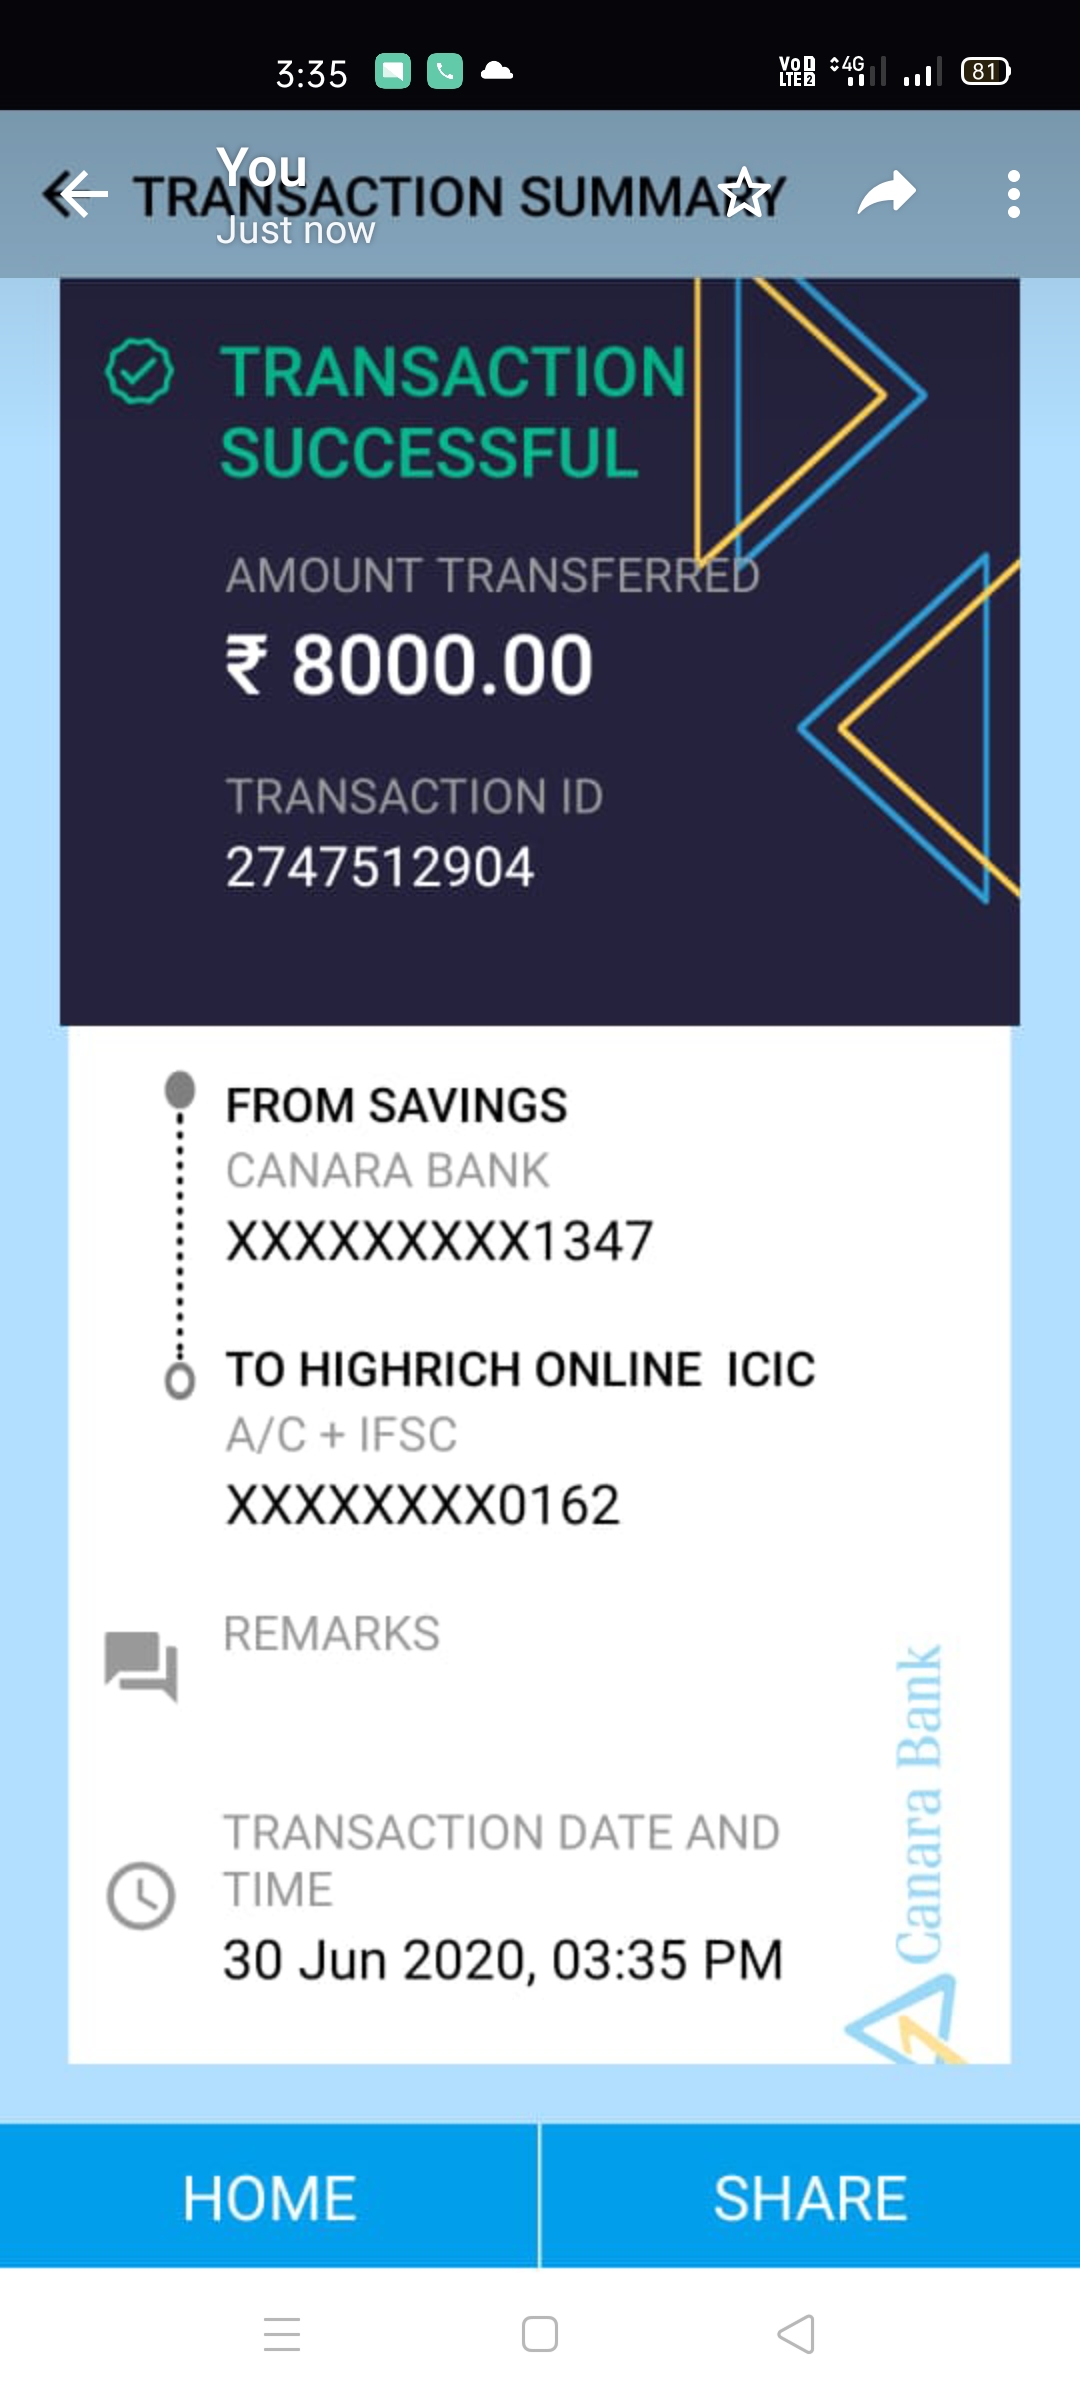 3:35
VoD LTE2 4G 81
You
TRANSACTION SUMMARY
Just now
TRANSACTION
SUCCESSFUL
AMOUNT TRANSFERRED
₹ 8000.00
TRANSACTION ID
2747512904
FROM SAVINGS
CANARA BANK
XXXXXXXXX1347
TO HIGHRICH ONLINE ICIC
A/C + IFSC
XXXXXXXX0162
REMARKS
TRANSACTION DATE AND
TIME
30 Jun 2020, 03:35 PM
Canara Bank
HOME
SHARE